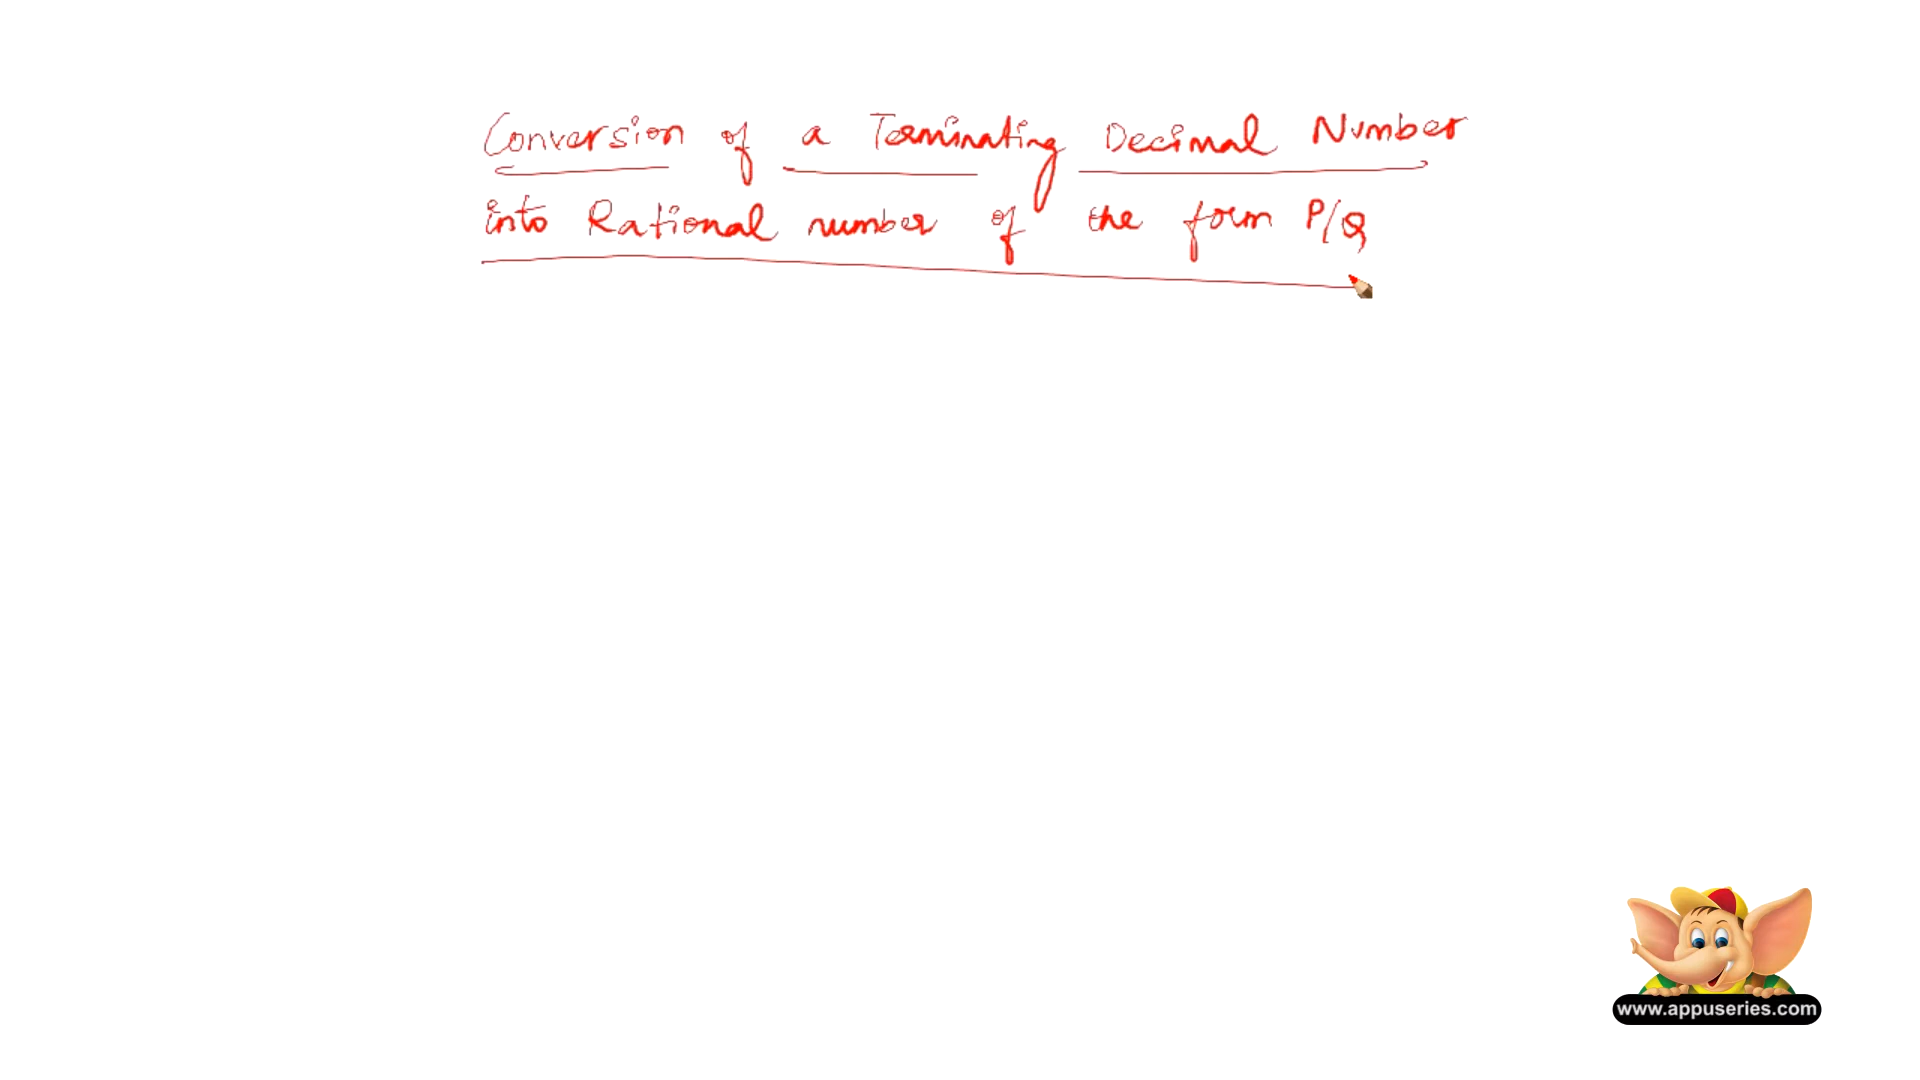 Conversion of a Terminating Decimal Number
into Rational number of the form P/Q
www.appuseries.com